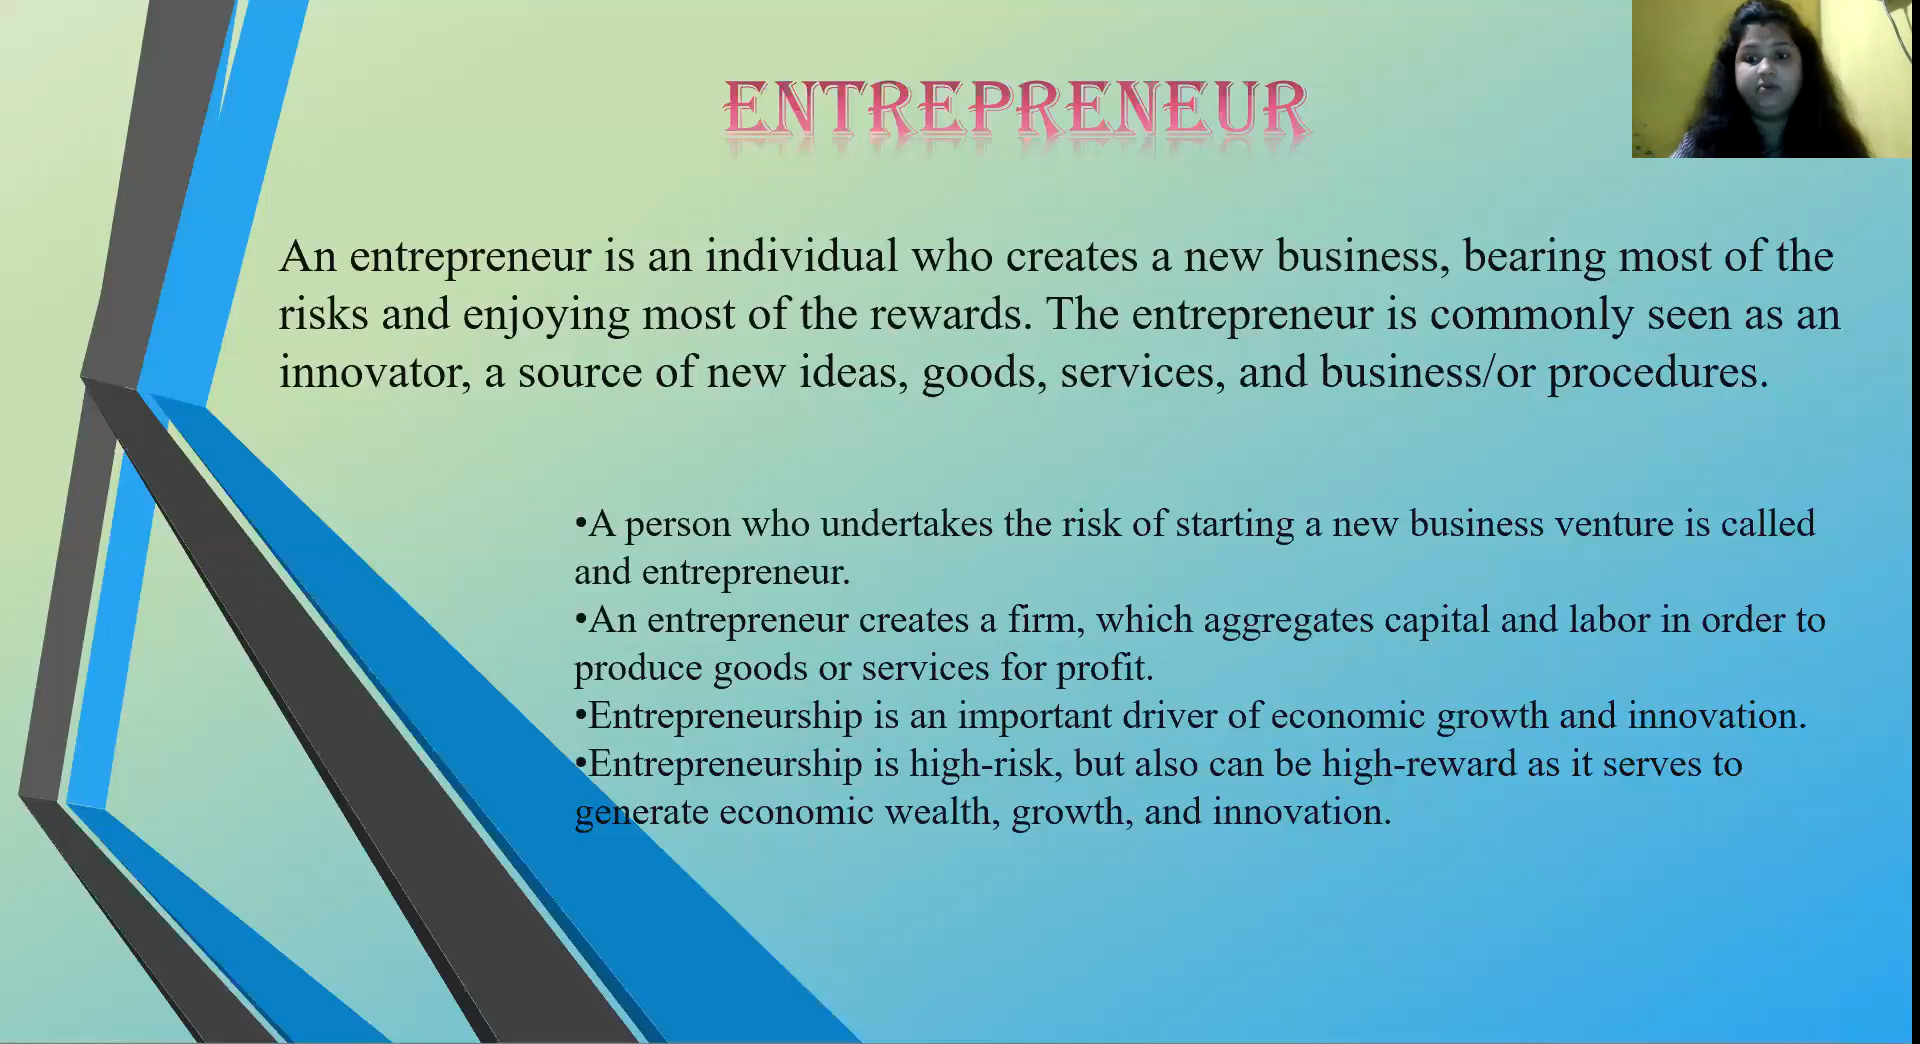 ENTREPRENEUR
An entrepreneur is an individual who creates a new business, bearing most of the
risks and enjoying most of the rewards. The entrepreneur is commonly seen as an
innovator, a source of new ideas, goods, services, and business/or procedures.
•A person who undertakes the risk of starting a new business venture is called
and entrepreneur.
•An entrepreneur creates a firm, which aggregates capital and labor in order to
produce goods or services for profit.
•Entrepreneurship is an important driver of economic growth and innovation.
•Entrepreneurship is high-risk, but also can be high-reward as it serves to
generate economic wealth, growth, and innovation.